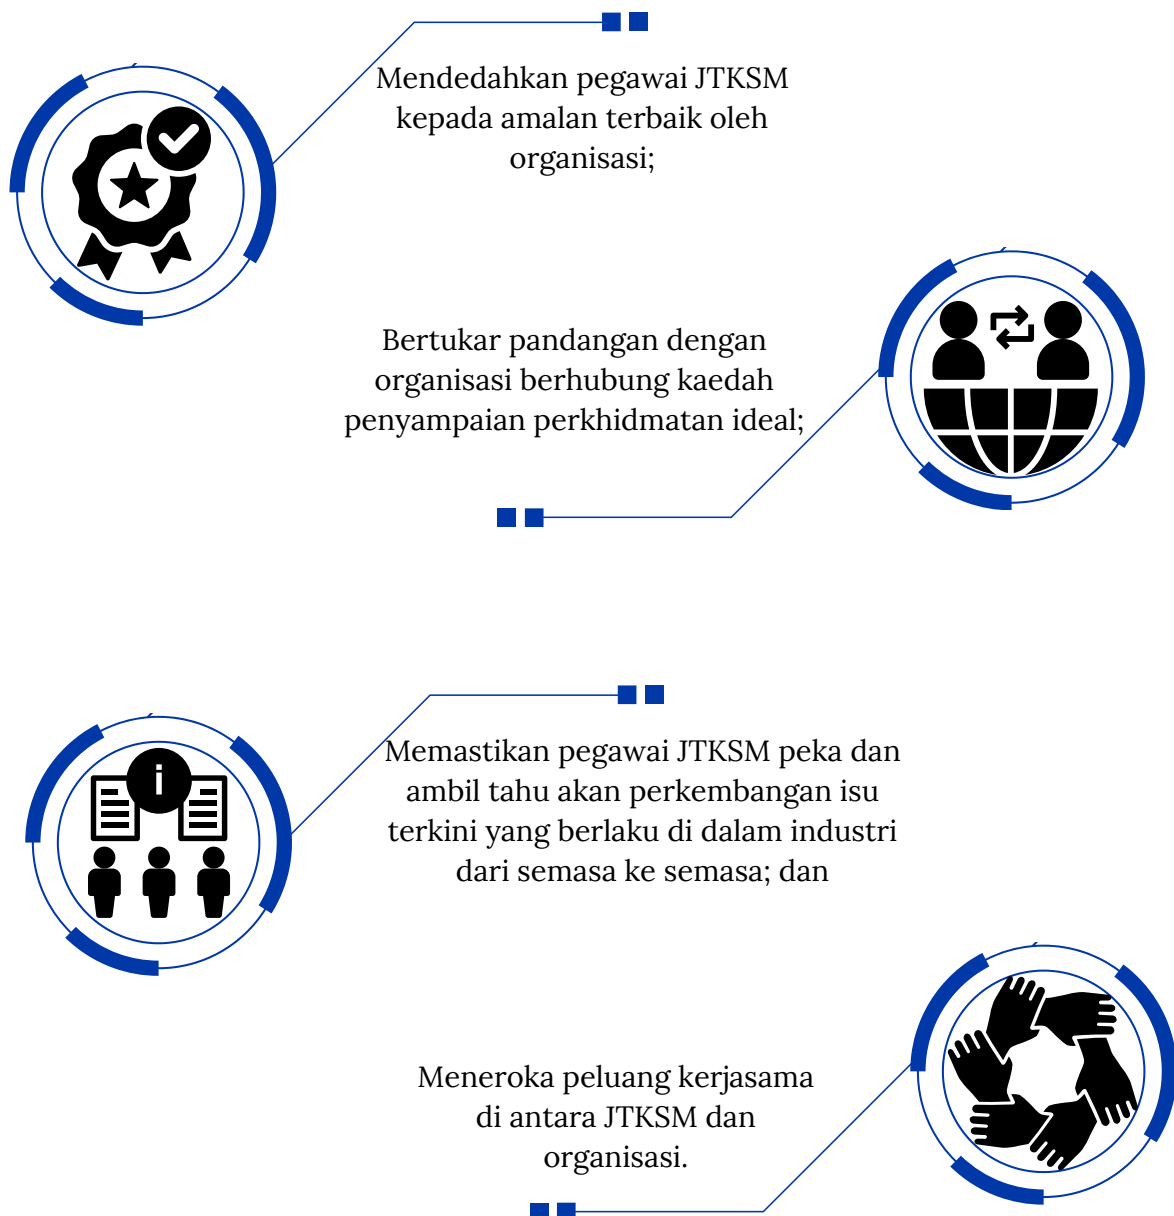 Mendedahkan pegawai JTKSM
kepada amalan terbaik oleh
organisasi;
Bertukar pandangan dengan
organisasi berhubung kaedah
penyampaian perkhidmatan ideal;
i
Memastikan pegawai JTKSM peka dan
ambil tahu akan perkembangan isu
terkini yang berlaku di dalam industri
dari semasa ke semasa; dan
Meneroka peluang kerjasama
di antara JTKSM dan
organisasi.